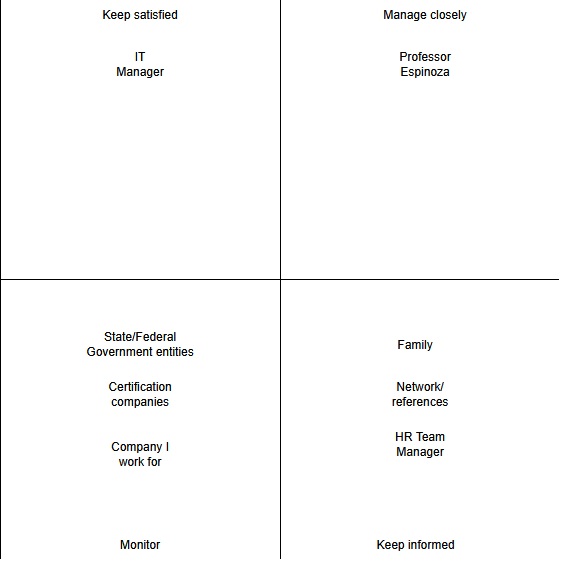 Keep satisfied
Manage closely
IT
Manager
Professor
Espinoza
State/Federal
Government entities
Certification
companies
Company I
work for
Monitor
Family
Network/
references
HR Team
Manager
Keep informed